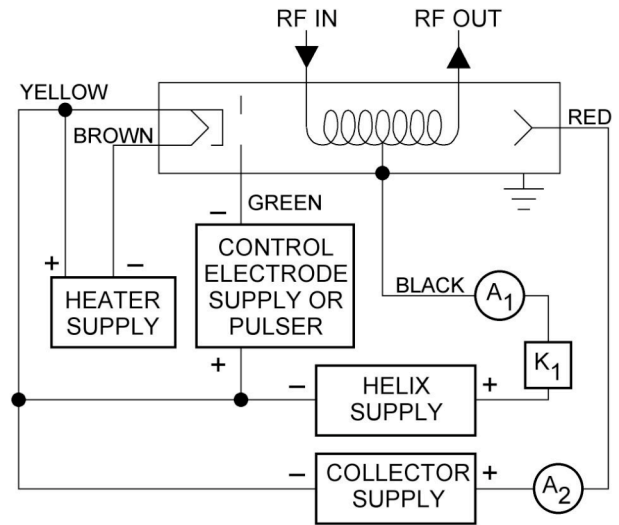 RF IN
RF OUT
YELLOW
BROWN
RED
−
GREEN
CONTROL
ELECTRODE
SUPPLY OR
PULSER
+
−
HEATER
SUPPLY
BLACK
A1
K1
+
−
HELIX
SUPPLY
+
−
COLLECTOR
SUPPLY
+
A2